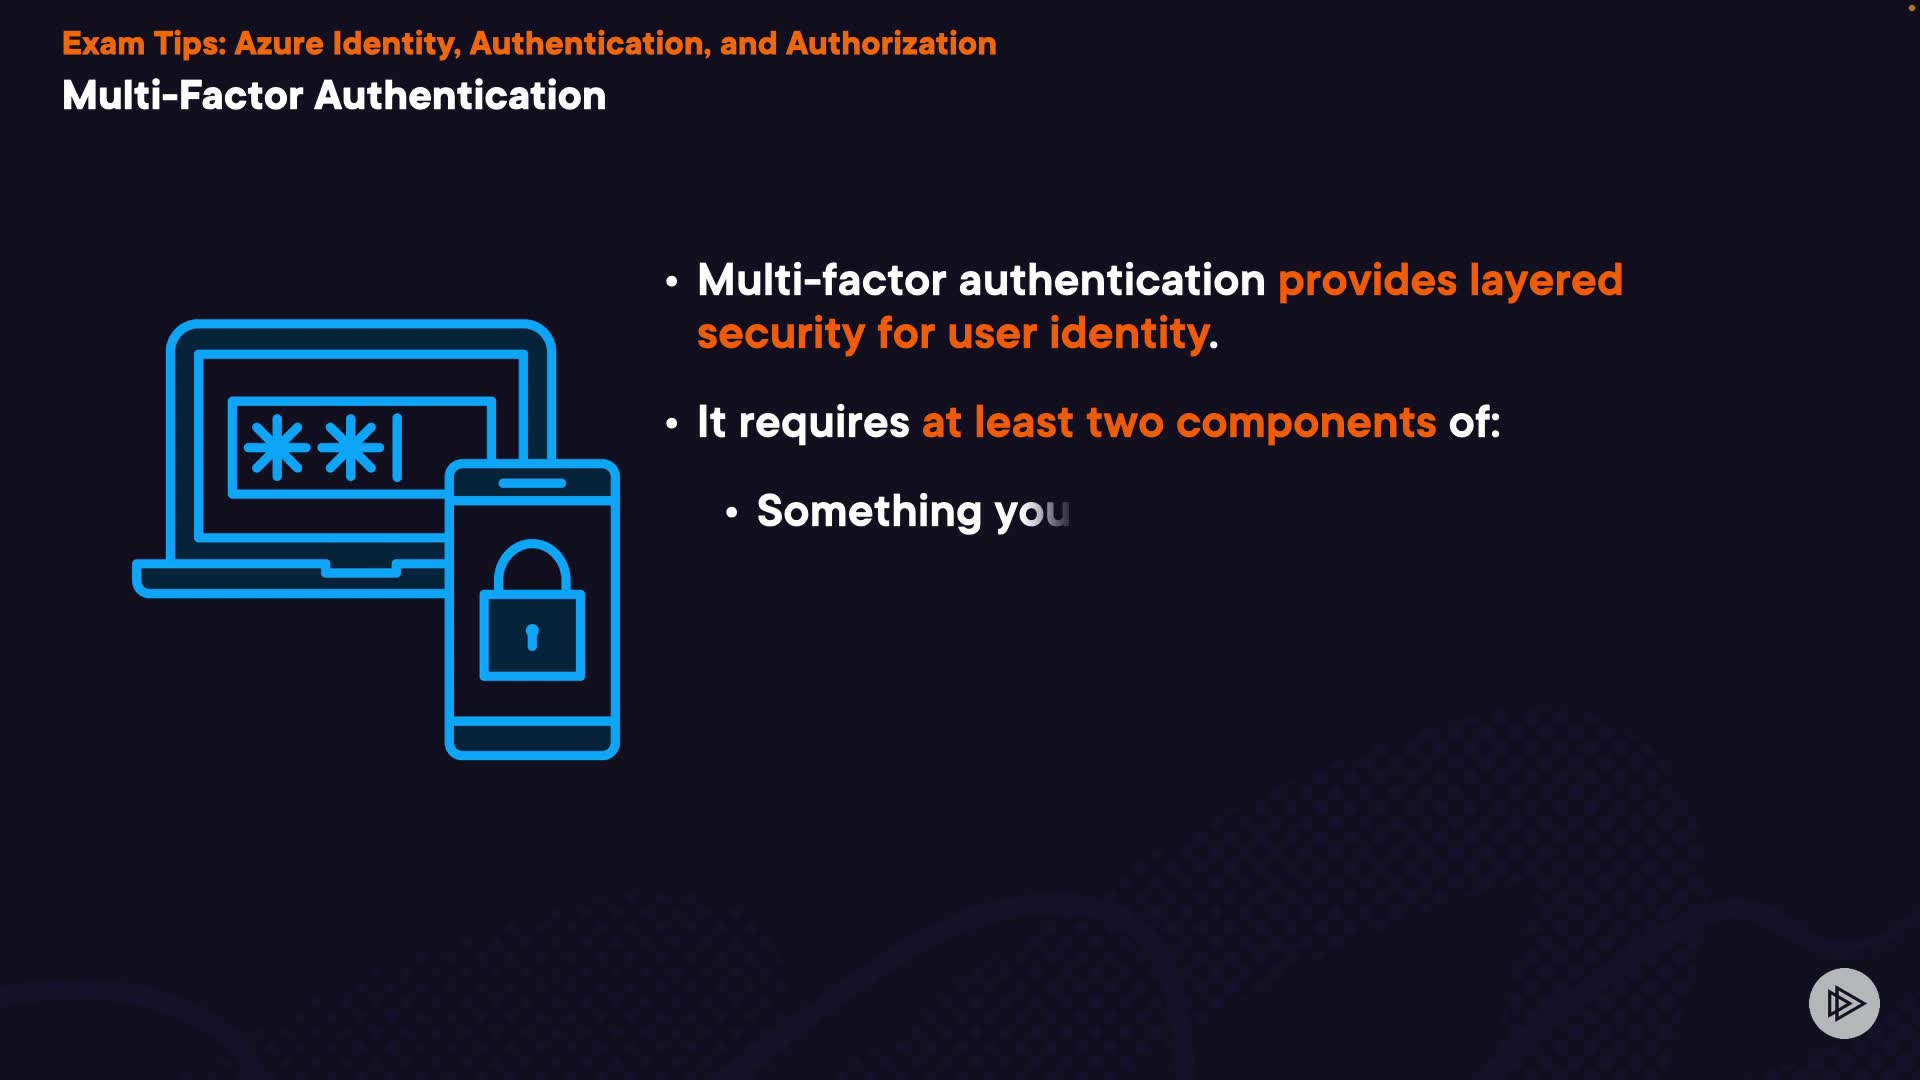 Exam Tips: Azure Identity, Authentication, and Authorization
Multi-Factor Authentication
• Multi-factor authentication provides layered
security for user identity.
• It requires at least two components of:
• Something you